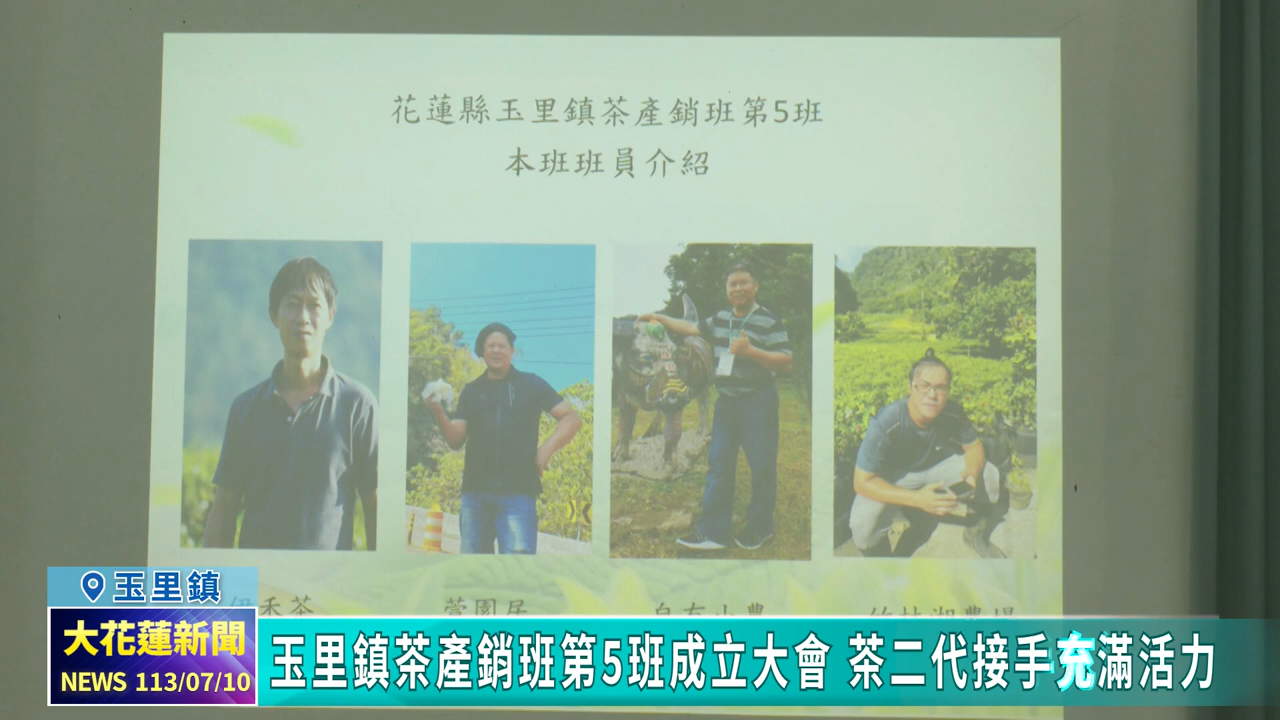 花蓮縣玉里鎮茶產銷班第5班
本班班員介紹
玉里鎮
大花蓮新聞
NEWS 113/07/10
玉里鎮茶產銷班第5班成立大會 茶二代接手充滿活力